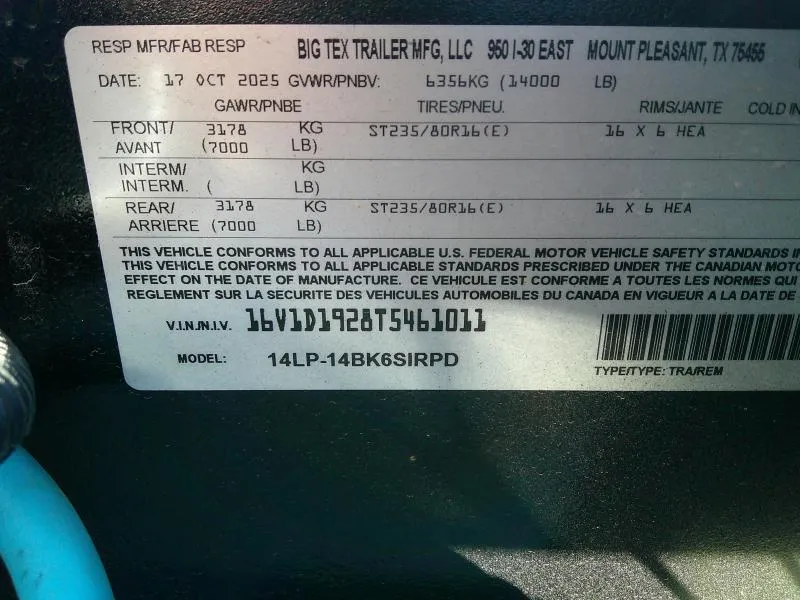 RESP MFR/FAB RESP BIG TEX TRAILER MFG, LLC 950 I-30 EAST MOUNT PLEASANT, TX 75455
DATE: 17 OCT 2025 GVWR/PNBV: 6356KG (14000 LB)
GAWR/PNBE TIRES/PNEU. RIMS/JANTE COLD IN
FRONT/ 3178 KG ST235/80R16(E) 16 X 6 HEA
AVANT (7000 LB)
INTERM/ KG
INTERM. ( LB)
REAR/ 3178 KG ST235/80R16(E) 16 X 6 HEA
ARRIERE (7000 LB)
THIS VEHICLE CONFORMS TO ALL APPLICABLE U.S. FEDERAL MOTOR VEHICLE SAFETY STANDARDS IN
THIS VEHICLE CONFORMS TO ALL APPLICABLE STANDARDS PRESCRIBED UNDER THE CANADIAN MOTO
EFFECT ON THE DATE OF MANUFACTURE. CE VEHICULE EST CONFORME A TOUTES LES NORMES QUI
REGLEMENT SUR LA SECURITE DES VEHICULES AUTOMOBILES DU CANADA EN VIGUEUR A LA DATE DE
V.I.N./N.I.V. 16V1D1928T5461011
MODEL: 14LP-14BK6SIRPD
TYPE/TYPE: TRA/REM